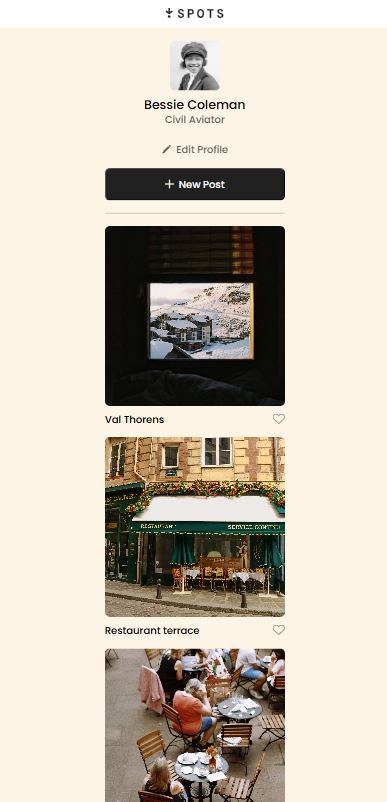 SPOTS
Bessie Coleman
Civil Aviator
Edit Profile
New Post
Val Thorens
RESTAURANT
SERVICE CONTINU
Restaurant terrace